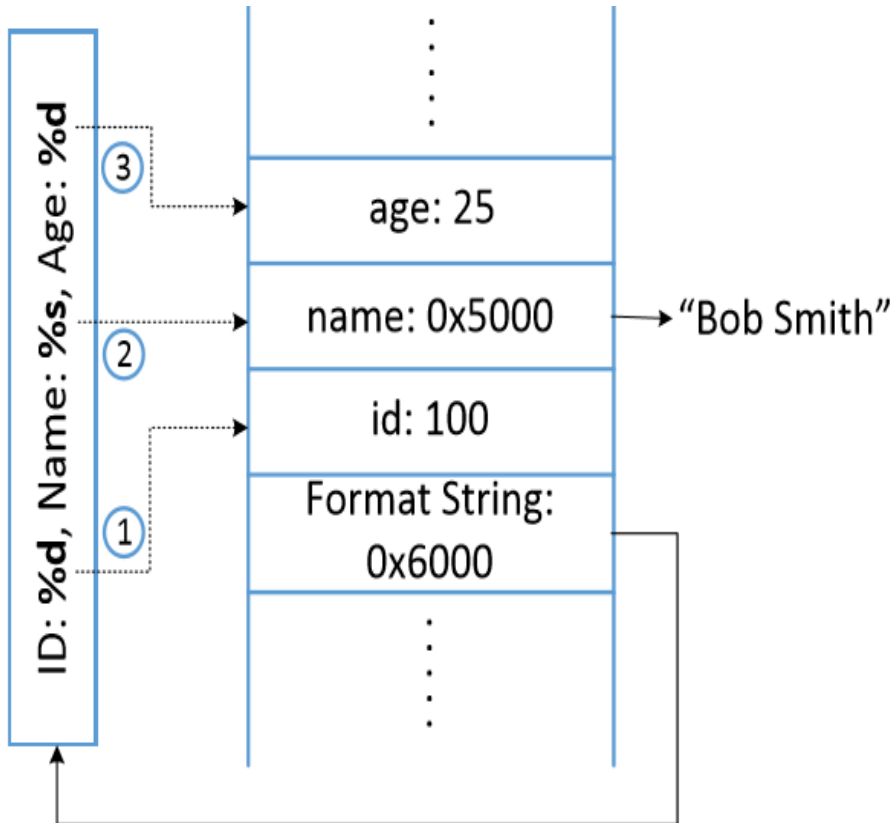 ID: %d, Name: %s, Age: %d
3
age: 25
name: 0x5000
“Bob Smith”
2
id: 100
1
Format String:
0x6000